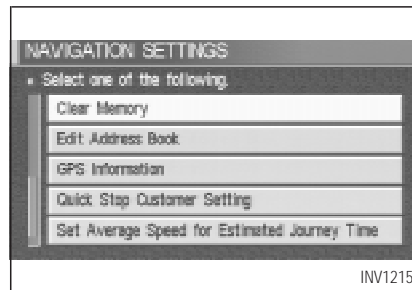 NAVIGATION SETTINGS
Select one of the following.
Clear Memory
Edit Address Book
GPS Information
Quick Stop Customer Setting
Set Average Speed for Estimated Journey Time
INV1215